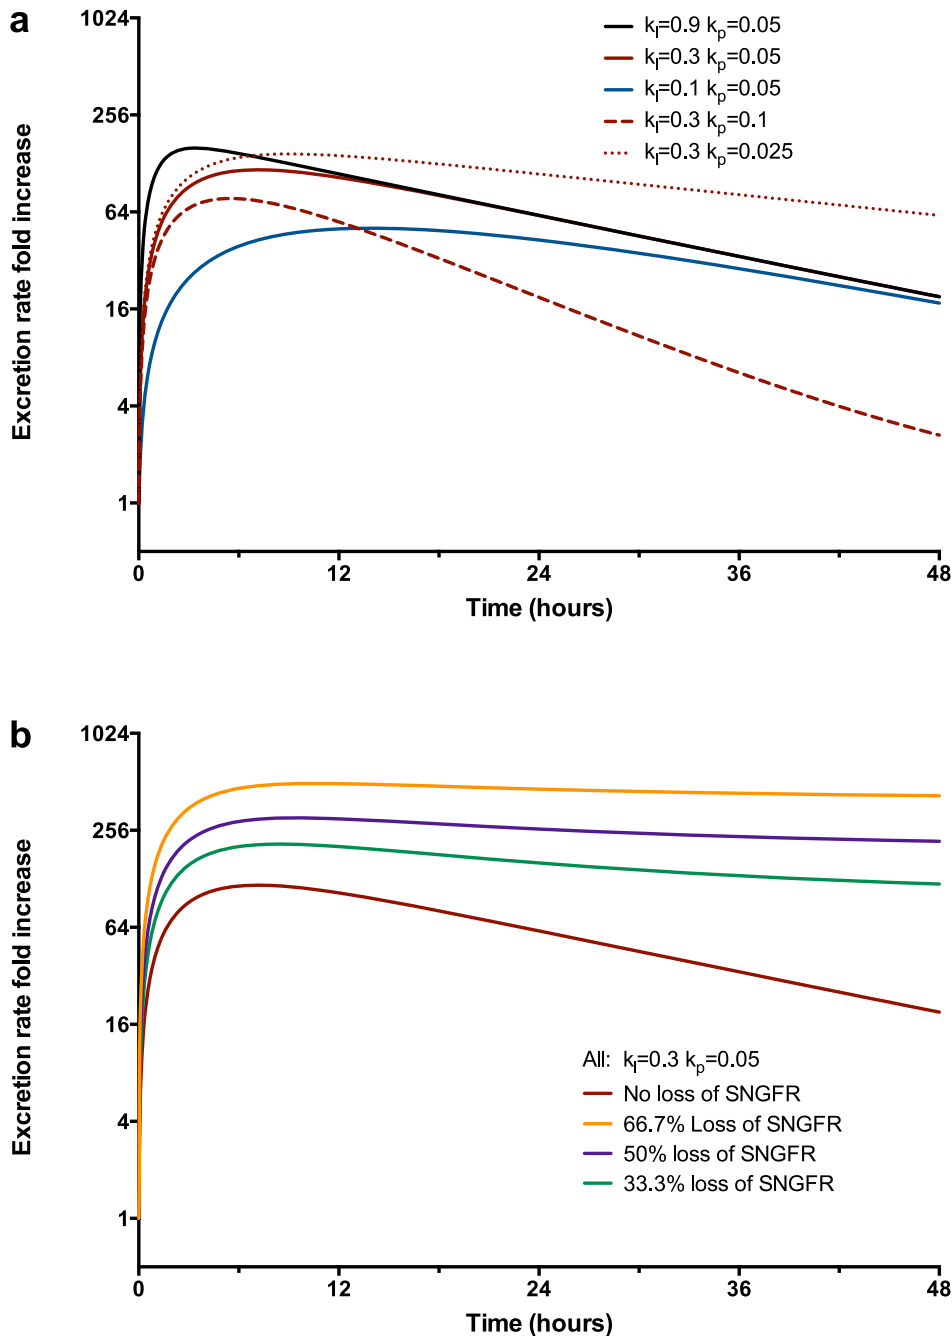 a
Excretion rate fold increase
1024
256
64
16
4
1
0
12
24
36
48
Time (hours)
kl=0.9 kp=0.05
kl=0.3 kp=0.05
kl=0.1 kp=0.05
kl=0.3 kp=0.1
kl=0.3 kp=0.025
b
Excretion rate fold increase
1024
256
64
16
4
1
0
12
24
36
48
Time (hours)
All: kl=0.3 kp=0.05
No loss of SNGFR
66.7% Loss of SNGFR
50% loss of SNGFR
33.3% loss of SNGFR